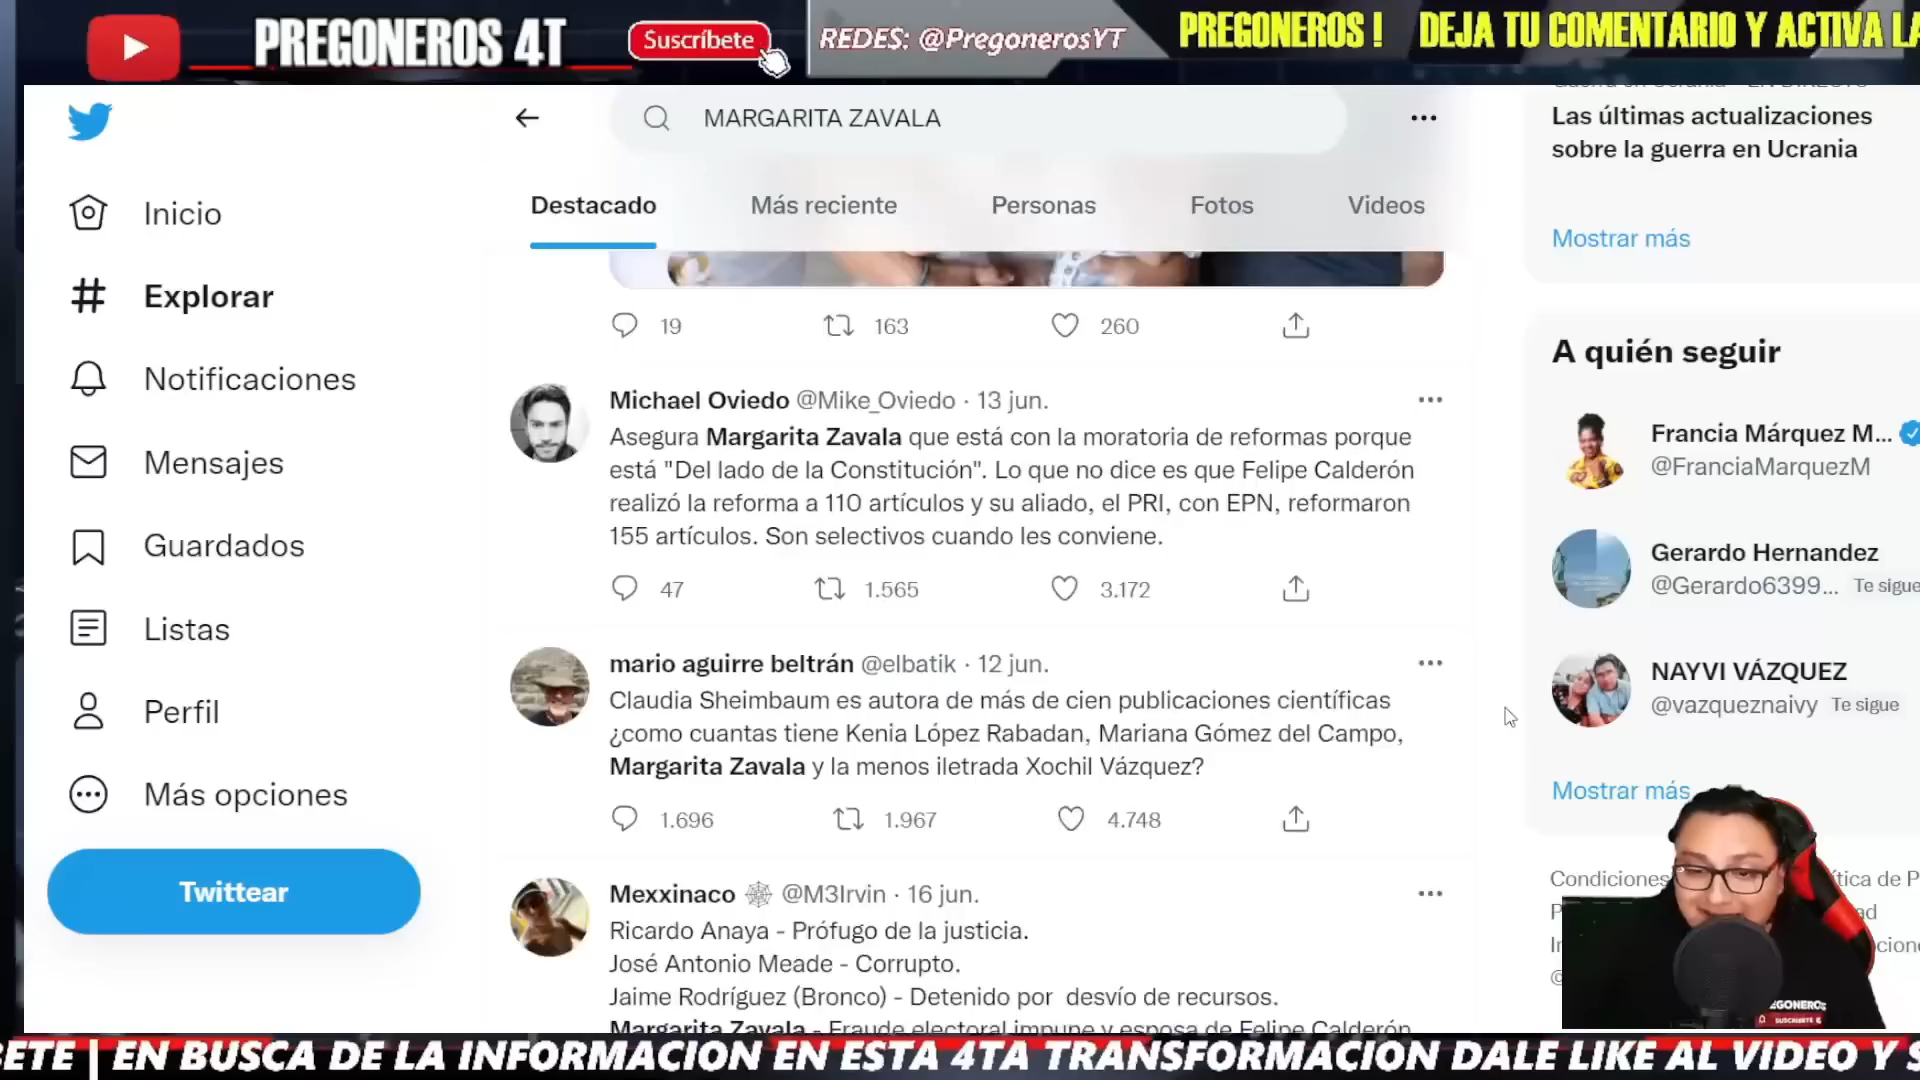 PREGONEROS 4T
Suscríbete
REDES: @PregonerosYT
PREGONEROS ! DEJA TU COMENTARIO Y ACTIVA LA
MARGARITA ZAVALA
Destacado
Más reciente
Personas
Fotos
Videos
Inicio
Explorar
Notificaciones
Mensajes
Guardados
Listas
Perfil
Más opciones
Twittear
19 163 260
Michael Oviedo @Mike_Oviedo · 13 jun.
Asegura Margarita Zavala que está con la moratoria de reformas porque
está "Del lado de la Constitución". Lo que no dice es que Felipe Calderón
realizó la reforma a 110 artículos y su aliado, el PRI, con EPN, reformaron
155 artículos. Son selectivos cuando les conviene.
47 1.565 3.172
mario aguirre beltrán @elbatik · 12 jun.
Claudia Sheimbaum es autora de más de cien publicaciones científicas
¿como cuantas tiene Kenia López Rabadan, Mariana Gómez del Campo,
Margarita Zavala y la menos iletrada Xochil Vázquez?
1.696 1.967 4.748
Mexxinaco @M3Irvin · 16 jun.
Ricardo Anaya - Prófugo de la justicia.
José Antonio Meade - Corrupto.
Jaime Rodríguez (Bronco) - Detenido por desvío de recursos.
Margarita Zavala - Fraude electoral impune y esposa de Felipe Calderón
Las últimas actualizaciones
sobre la guerra en Ucrania
Mostrar más
A quién seguir
Francia Márquez M...
@FranciaMarquezM
Gerardo Hernandez
@Gerardo6399... Te sigue
NAYVI VÁZQUEZ
@vazqueznaivy Te sigue
Mostrar más
Condiciones
BETE | EN BUSCA DE LA INFORMACION EN ESTA 4TA TRANSFORMACION DALE LIKE AL VIDEO Y S